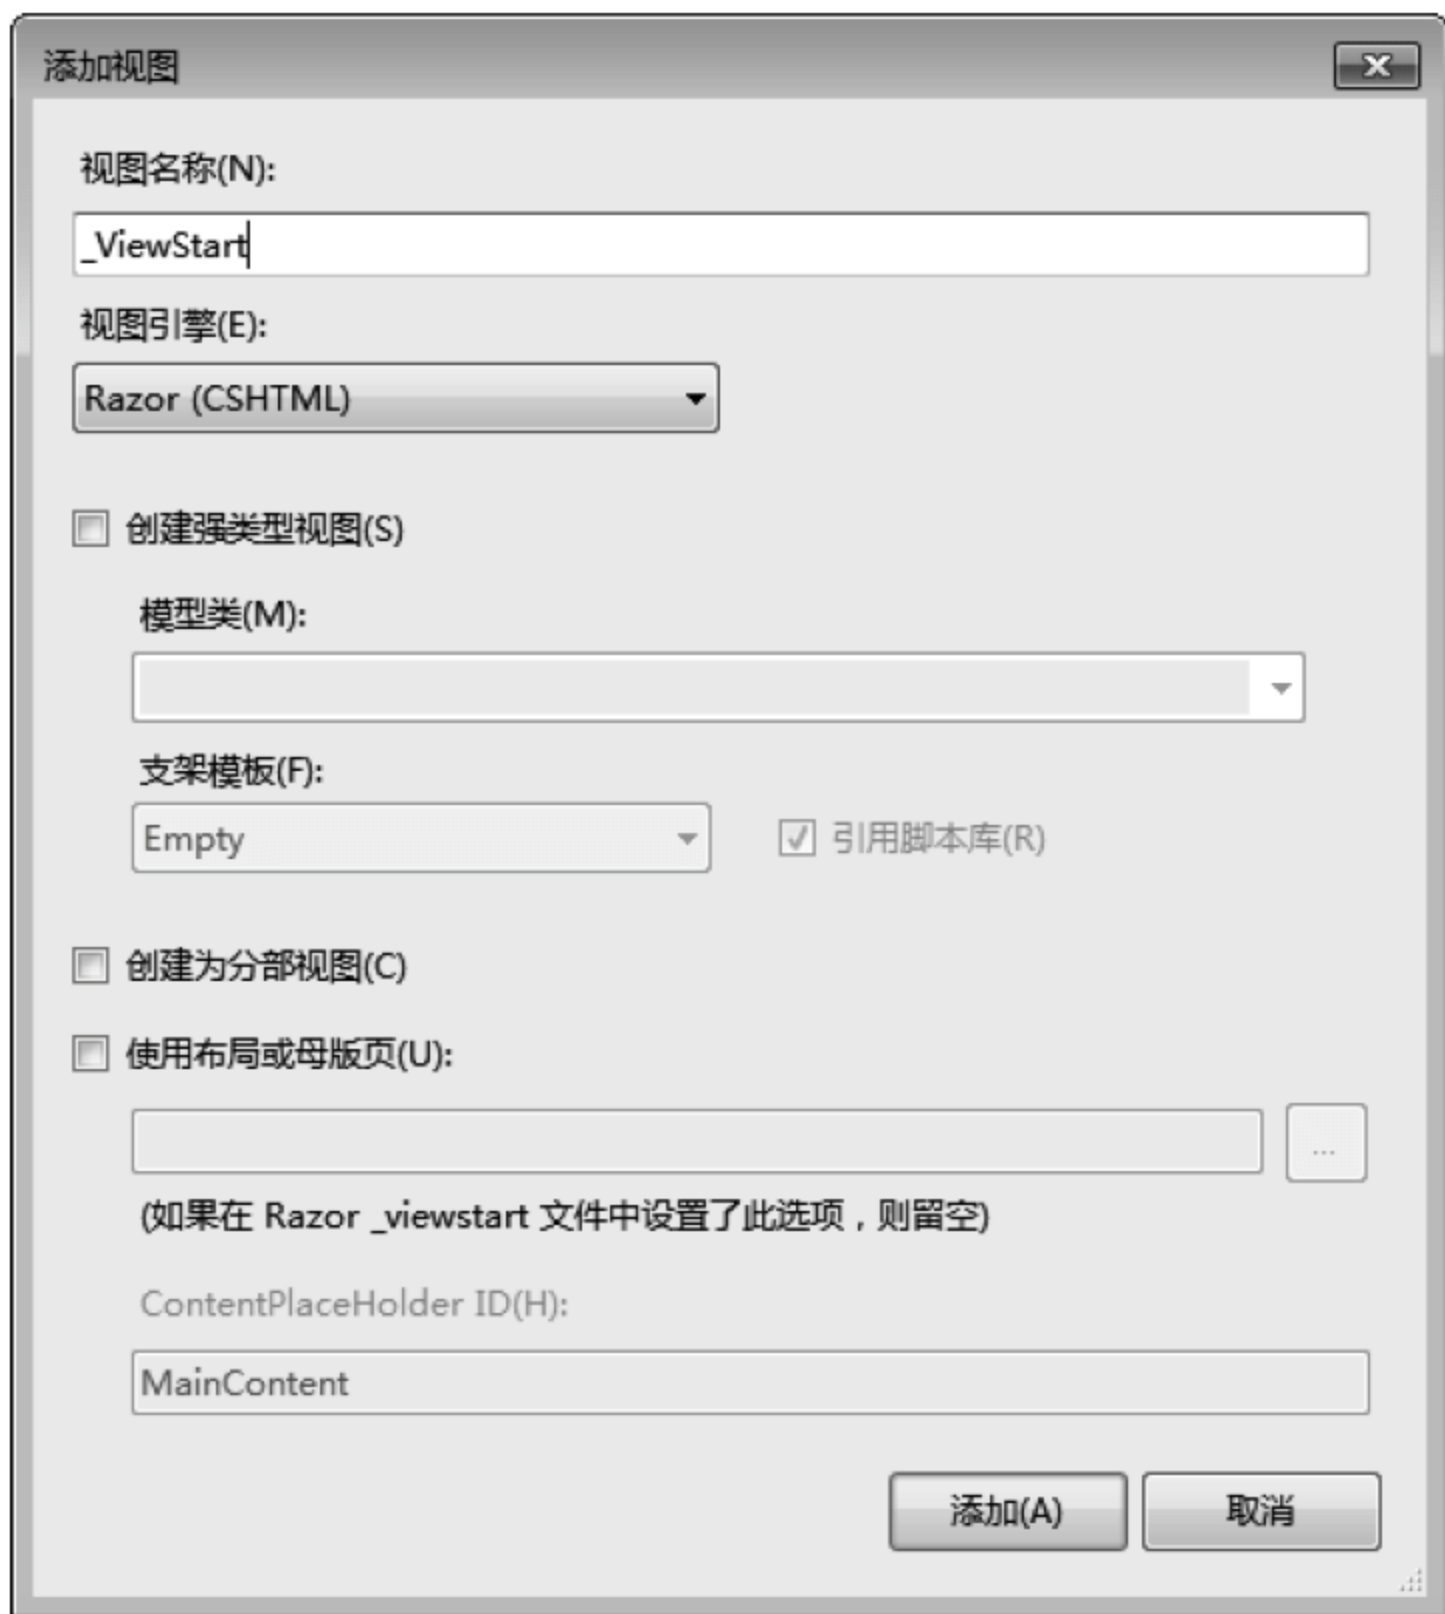 添加视图
视图名称(N):
_ViewStart
视图引擎(E):
Razor (CSHTML)
创建强类型视图(S)
模型类(M):
支架模板(F):
Empty
引用脚本库(R)
创建为分部视图(C)
使用布局或母版页(U):
...
(如果在 Razor _viewstart 文件中设置了此选项，则留空)
ContentPlaceHolder ID(H):
MainContent
添加(A)
取消